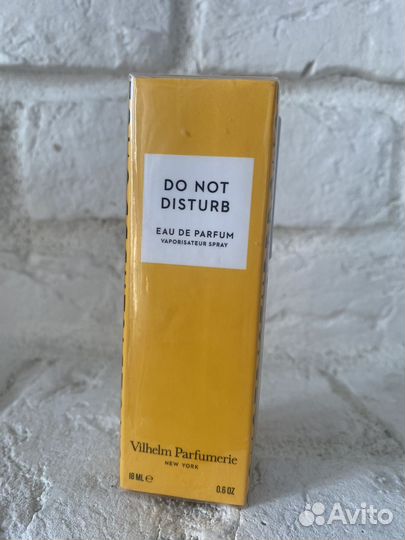 DO NOT
DISTURB
EAU DE PARFUM
VAPORISATEUR SPRAY
Vilhelm Parfumerie
NEW YORK
18 ML ℮ 0.6 OZ
Avito